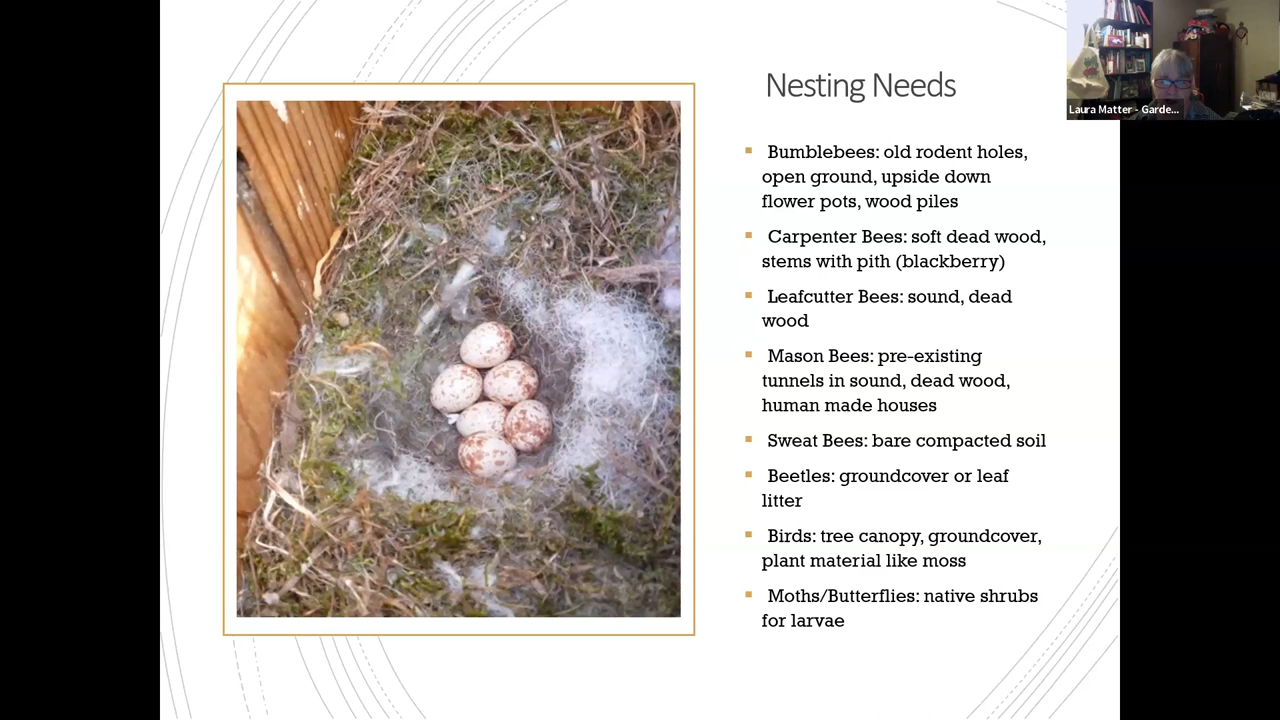 Nesting Needs
Laura Matter - Garde...
Bumblebees: old rodent holes,
open ground, upside down
flower pots, wood piles
Carpenter Bees: soft dead wood,
stems with pith (blackberry)
Leafcutter Bees: sound, dead
wood
Mason Bees: pre-existing
tunnels in sound, dead wood,
human made houses
Sweat Bees: bare compacted soil
Beetles: groundcover or leaf
litter
Birds: tree canopy, groundcover,
plant material like moss
Moths/Butterflies: native shrubs
for larvae